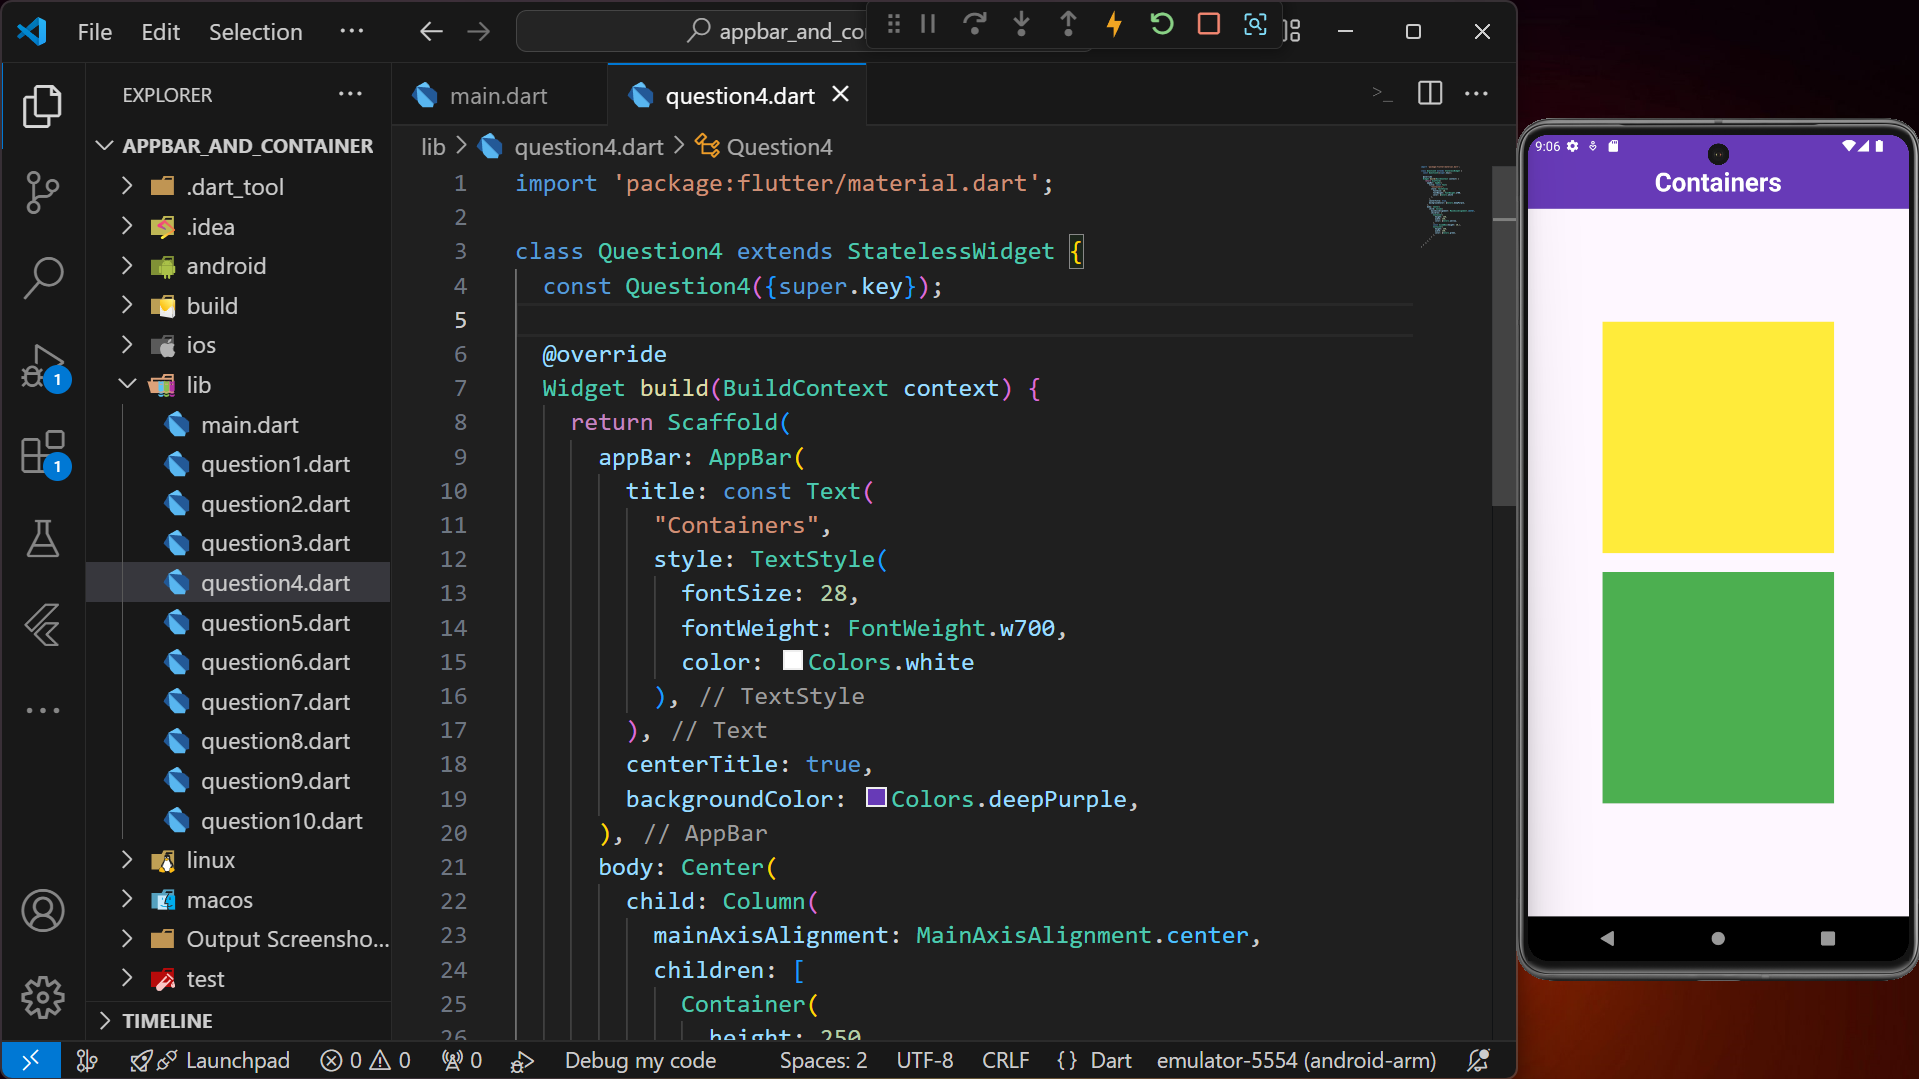 File Edit Selection ···
appbar_and_co
EXPLORER
APPBAR_AND_CONTAINER
.dart_tool
.idea
android
build
ios
lib
main.dart
question1.dart
question2.dart
question3.dart
question4.dart
question5.dart
question6.dart
question7.dart
question8.dart
question9.dart
question10.dart
linux
macos
Output Screensho...
test
TIMELINE
1
1
main.dart question4.dart
lib > question4.dart > Question4
1 import 'package:flutter/material.dart';
2
3 class Question4 extends StatelessWidget {
4 const Question4({super.key});
5
6 @override
7 Widget build(BuildContext context) {
8 return Scaffold(
9 appBar: AppBar(
10 title: const Text(
11 "Containers",
12 style: TextStyle(
13 fontSize: 28,
14 fontWeight: FontWeight.w700,
15 color: Colors.white
16 ), // TextStyle
17 ), // Text
18 centerTitle: true,
19 backgroundColor: Colors.deepPurple,
20 ), // AppBar
21 body: Center(
22 child: Column(
23 mainAxisAlignment: MainAxisAlignment.center,
24 children: [
25 Container(
26 height: 250
Launchpad 0 0 0 Debug my code Spaces: 2 UTF-8 CRLF {} Dart emulator-5554 (android-arm)
9:06
Containers